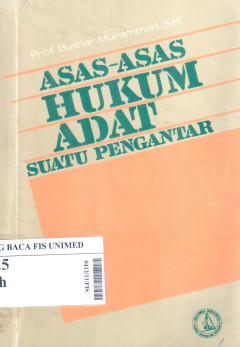 Prof. Bushar Muhammad, S.H.
ASAS-ASAS
HUKUM
ADAT
SUATU PENGANTAR
G BACA FIS UNIMED
.5
h